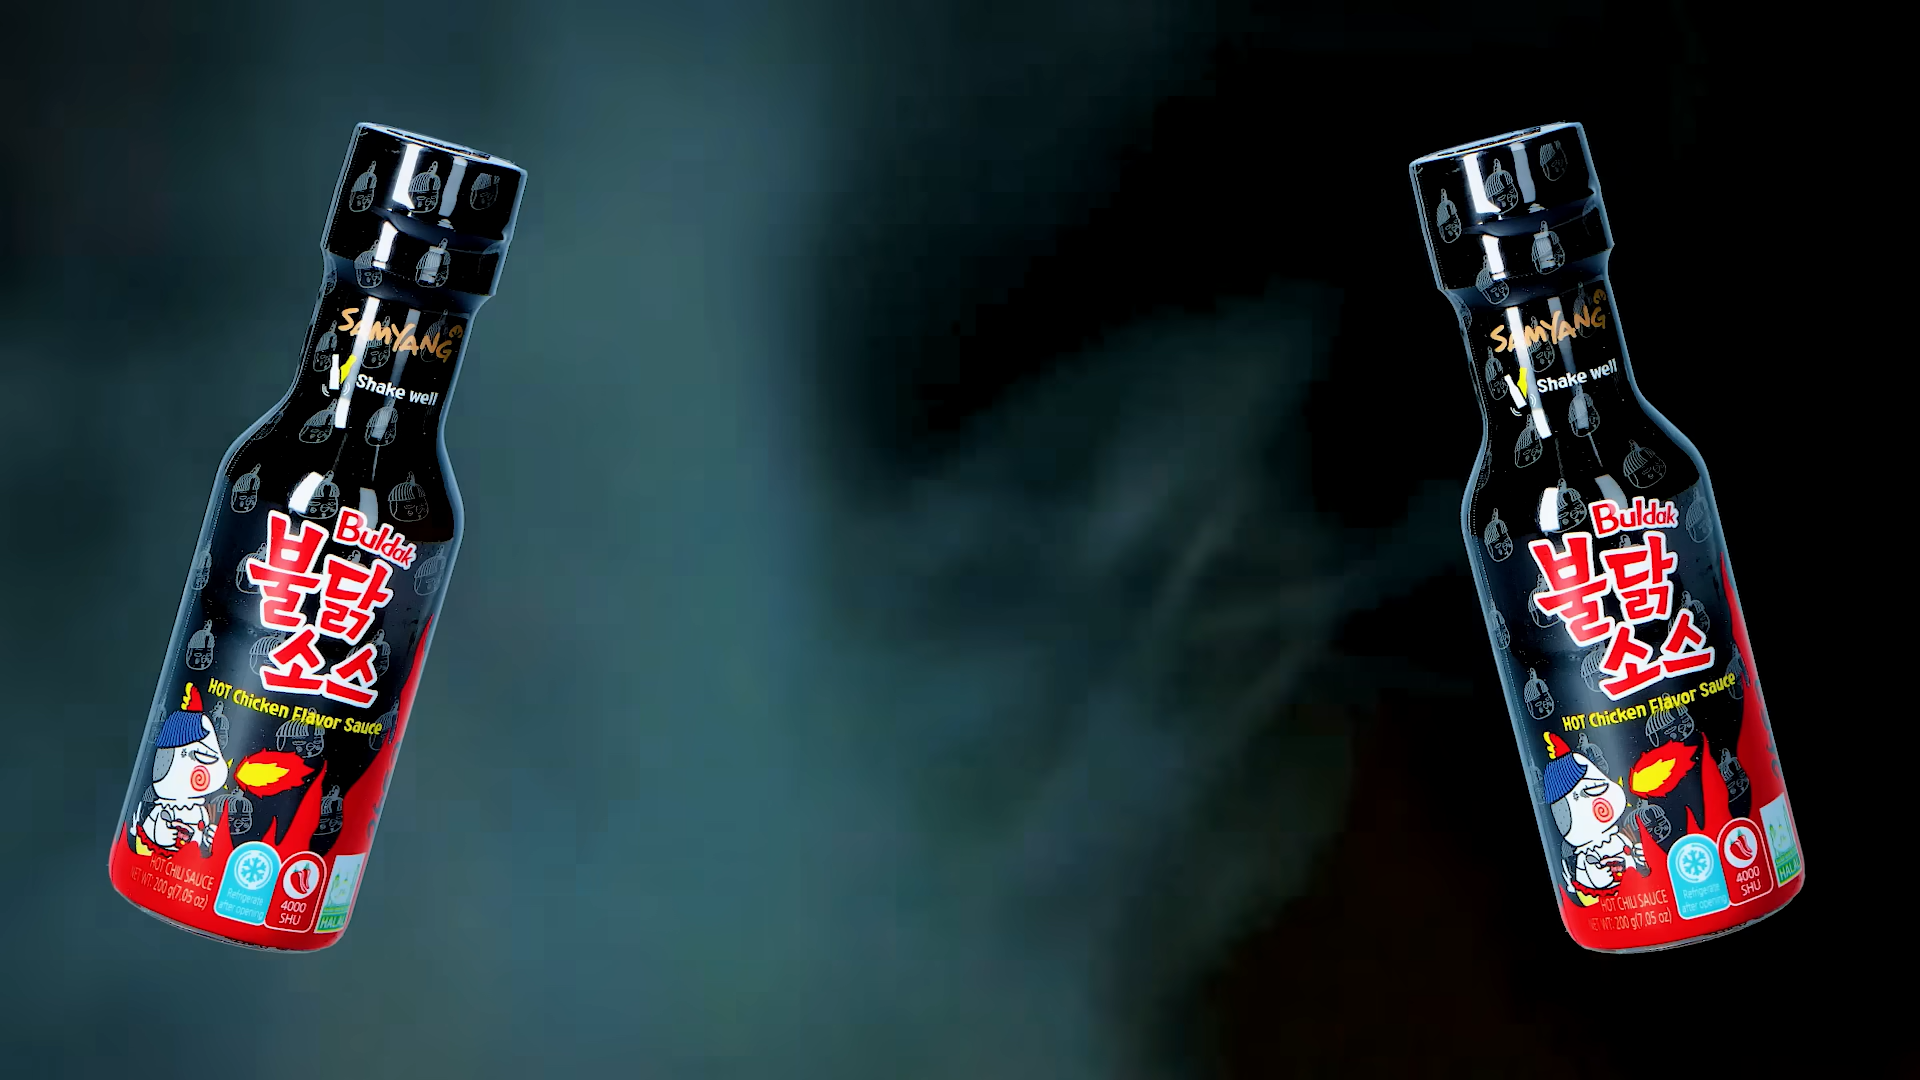 SAMYANG
Shake well
Buldak
불닭
소스
HOT Chicken Flavor Sauce
HOT CHILI SAUCE
NET WT. 200 g(7.05 oz)
Refrigerate
after opening
4000
SHU
HALAL
SAMYANG
Shake well
Buldak
불닭
소스
HOT Chicken Flavor Sauce
HOT CHILI SAUCE
NET WT. 200 g(7.05 oz)
Refrigerate
after opening
4000
SHU
HALAL